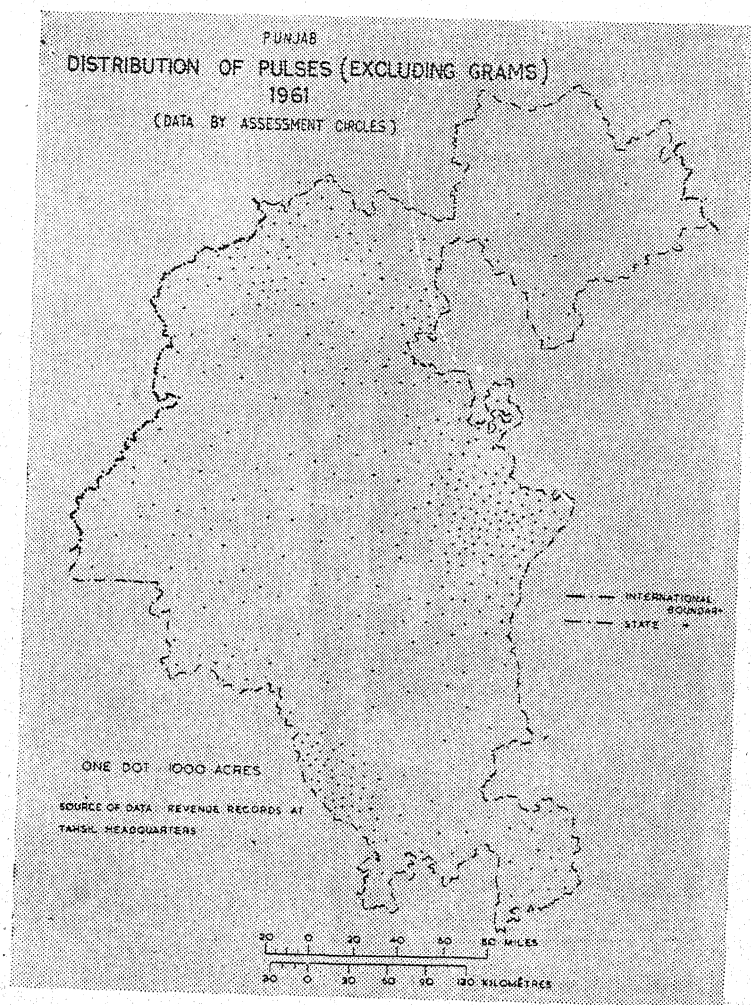 PUNJAB
DISTRIBUTION OF PULSES (EXCLUDING GRAMS)
1961
(DATA BY ASSESSMENT CIRCLES)
INTERNATIONAL
BOUNDARY
STATE "
ONE DOT 1000 ACRES
SOURCE OF DATA: REVENUE RECORDS AT
TAHSIL HEADQUARTERS
20 0 20 40 60 80 MILES
30 0 30 60 90 120 KILOMETRES